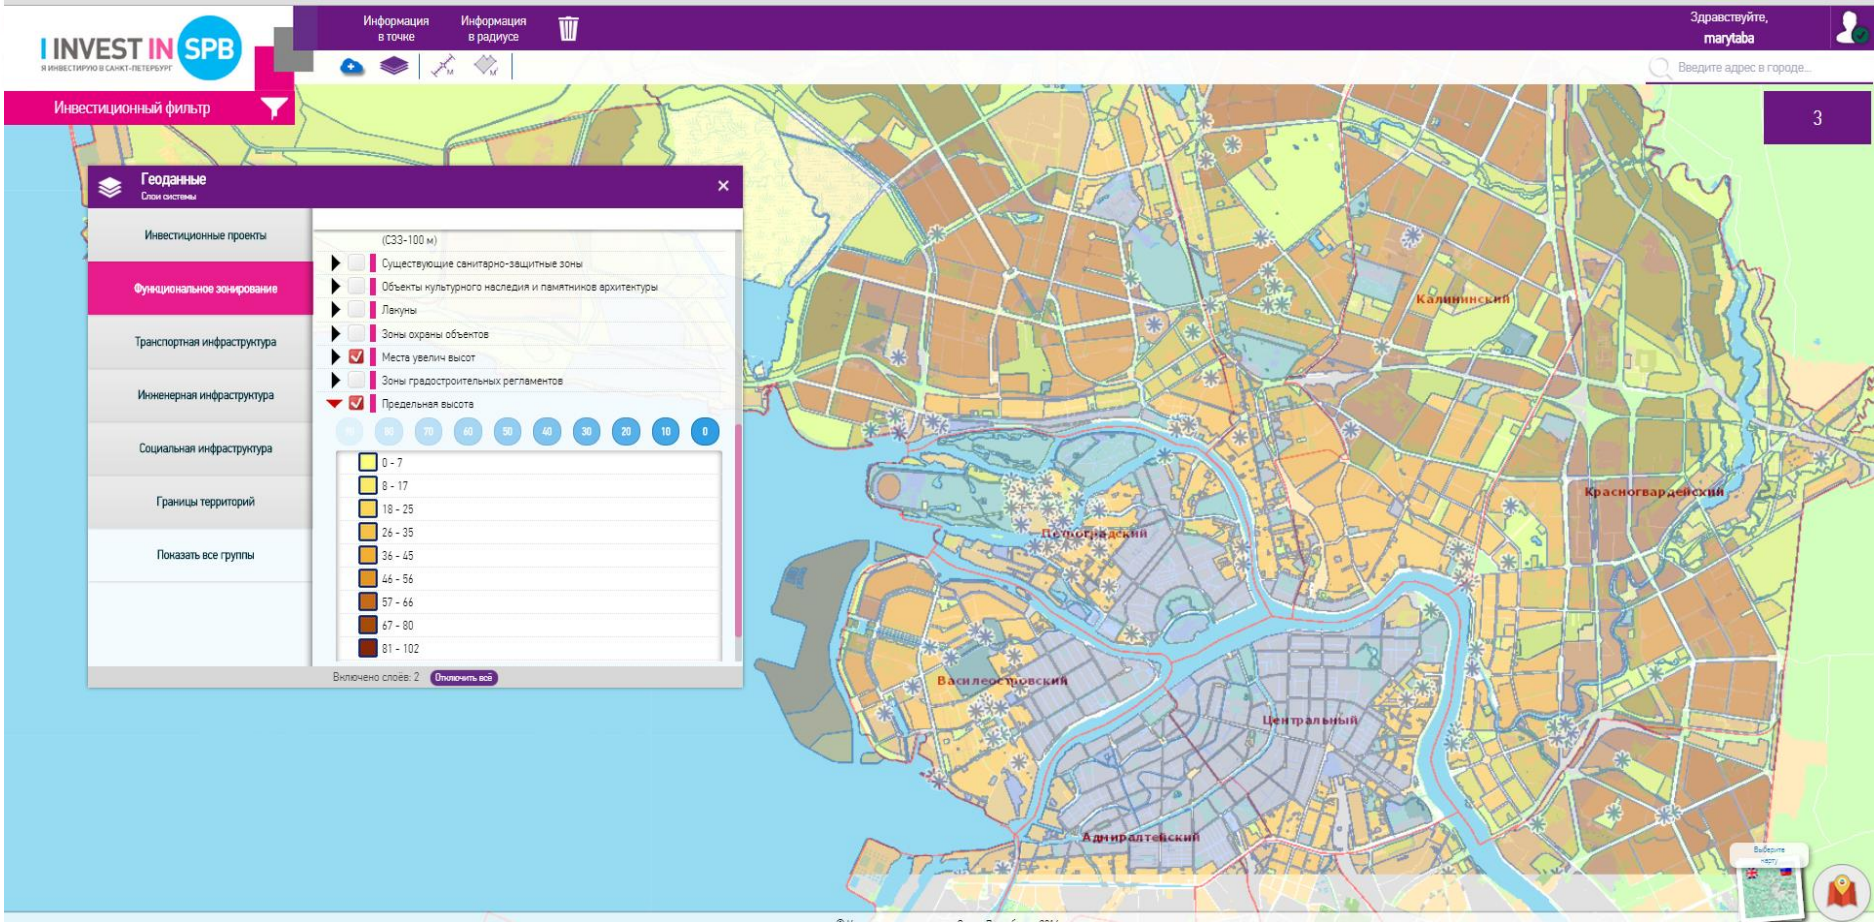 I INVEST IN SPB
Я ИНВЕСТИРУЮ В САНКТ-ПЕТЕРБУРГ
Информация
в точке
Информация
в радиусе
Здравствуйте,
marytaba
Введите адрес в городе...
Инвестиционный фильтр
3
Геоданные
Слои системы
Инвестиционные проекты
Функциональное зонирование
Транспортная инфраструктура
Инженерная инфраструктура
Социальная инфраструктура
Границы территорий
Показать все группы
(СЗЗ-100 м)
Существующие санитарно-защитные зоны
Объекты культурного наследия и памятников архитектуры
Лакуны
Зоны охраны объектов
Места увелич высот
Зоны градостроительных регламентов
Предельная высота
90 80 70 60 50 40 30 20 10 0
0 - 7
8 - 17
18 - 25
26 - 35
36 - 45
46 - 56
57 - 66
67 - 80
81 - 102
Включено слоёв: 2 Отключить всё
Калининский
Красногвардейский
Петроградский
Василеостровский
Центральный
Адмиралтейский
Выберите
карту